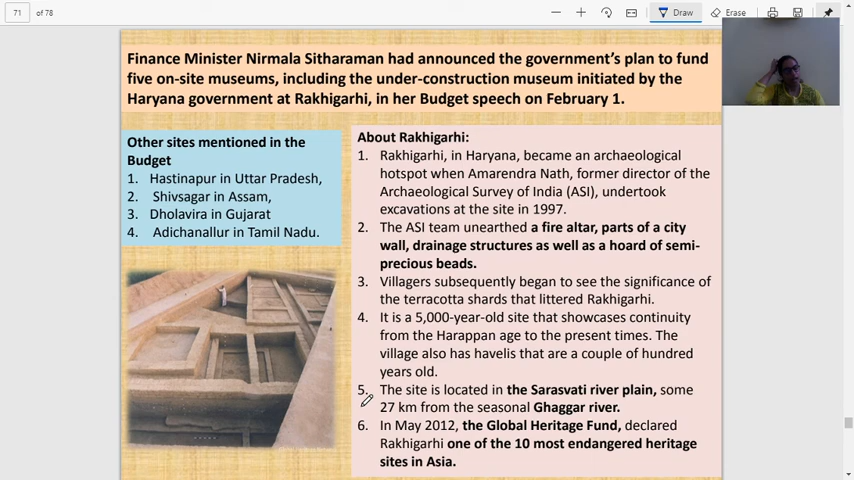 71 of 78
Draw
Erase
Finance Minister Nirmala Sitharaman had announced the government's plan to fund
five on-site museums, including the under-construction museum initiated by the
Haryana government at Rakhigarhi, in her Budget speech on February 1.
Other sites mentioned in the
Budget
1. Hastinapur in Uttar Pradesh,
2. Shivsagar in Assam,
3. Dholavira in Gujarat
4. Adichanallur in Tamil Nadu.
About Rakhigarhi:
1. Rakhigarhi, in Haryana, became an archaeological
hotspot when Amarendra Nath, former director of the
Archaeological Survey of India (ASI), undertook
excavations at the site in 1997.
2. The ASI team unearthed a fire altar, parts of a city
wall, drainage structures as well as a hoard of semi-
precious beads.
3. Villagers subsequently began to see the significance of
the terracotta shards that littered Rakhigarhi.
4. It is a 5,000-year-old site that showcases continuity
from the Harappan age to the present times. The
village also has havelis that are a couple of hundred
years old.
5. The site is located in the Sarasvati river plain, some
27 km from the seasonal Ghaggar river.
6. In May 2012, the Global Heritage Fund, declared
Rakhigarhi one of the 10 most endangered heritage
sites in Asia.